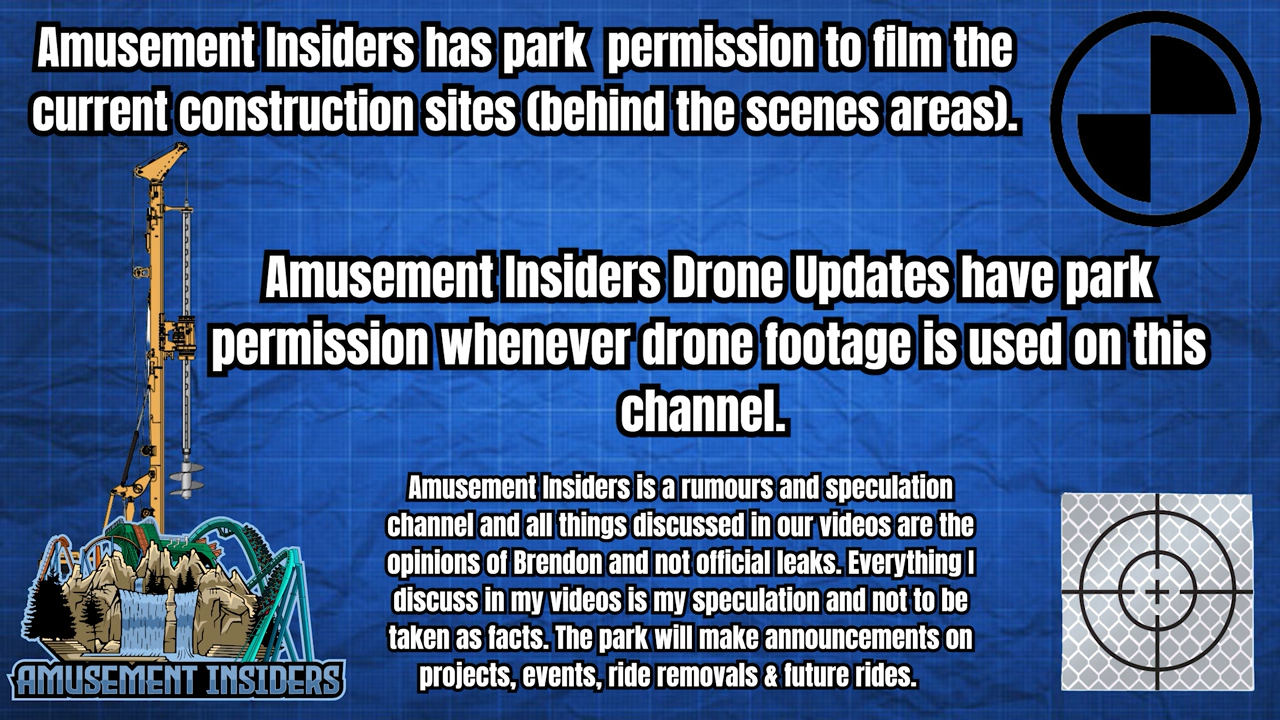 Amusement Insiders has park permission to film the
current construction sites (behind the scenes areas).
Amusement Insiders Drone Updates have park
permission whenever drone footage is used on this
channel.
Amusement Insiders is a rumours and speculation
channel and all things discussed in our videos are the
opinions of Brendon and not official leaks. Everything I
discuss in my videos is my speculation and not to be
taken as facts. The park will make announcements on
projects, events, ride removals & future rides.
AMUSEMENT INSIDERS